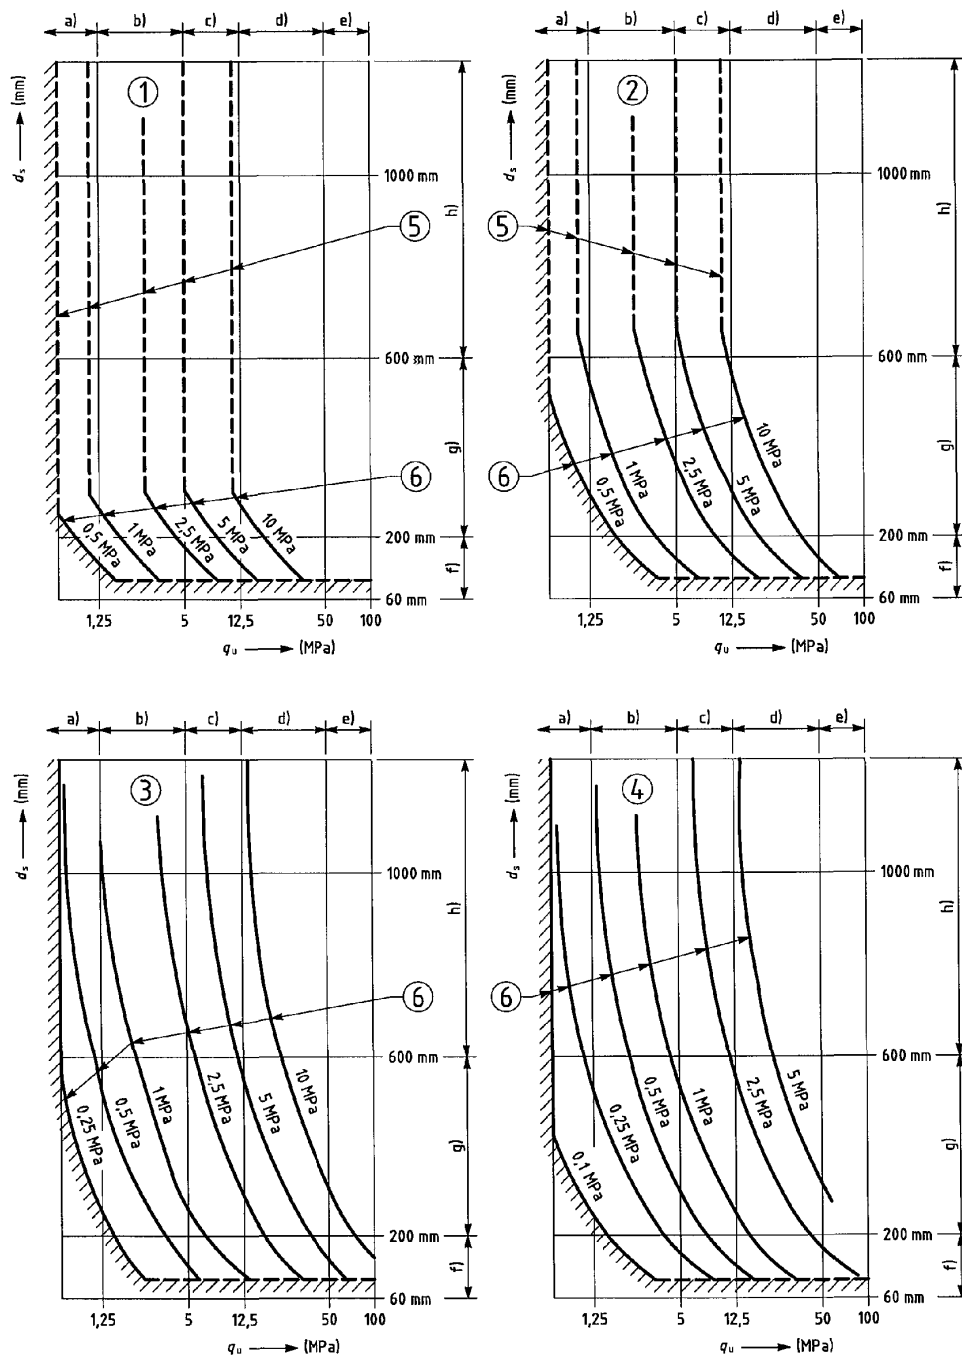 a) b) c) d) e)
1
dₛ (mm)
1000 mm
h)
5
600 mm
g)
6
0,5 MPa 1 MPa 2,5 MPa 5 MPa 10 MPa
200 mm
f)
60 mm
1,25 5 12,5 50 100
qᵤ (MPa)
a) b) c) d) e)
2
dₛ (mm)
1000 mm
h)
5
600 mm
g)
6
0,5 MPa 1 MPa 2,5 MPa 5 MPa 10 MPa
200 mm
f)
60 mm
1,25 5 12,5 50 100
qᵤ (MPa)
a) b) c) d) e)
3
dₛ (mm)
1000 mm
h)
6
600 mm
g)
0,25 MPa 0,5 MPa 1 MPa 2,5 MPa 5 MPa 10 MPa
200 mm
f)
60 mm
1,25 5 12,5 50 100
qᵤ (MPa)
a) b) c) d) e)
4
dₛ (mm)
1000 mm
h)
6
600 mm
g)
0,1 MPa 0,25 MPa 0,5 MPa 1 MPa 2,5 MPa 5 MPa
200 mm
f)
60 mm
1,25 5 12,5 50 100
qᵤ (MPa)